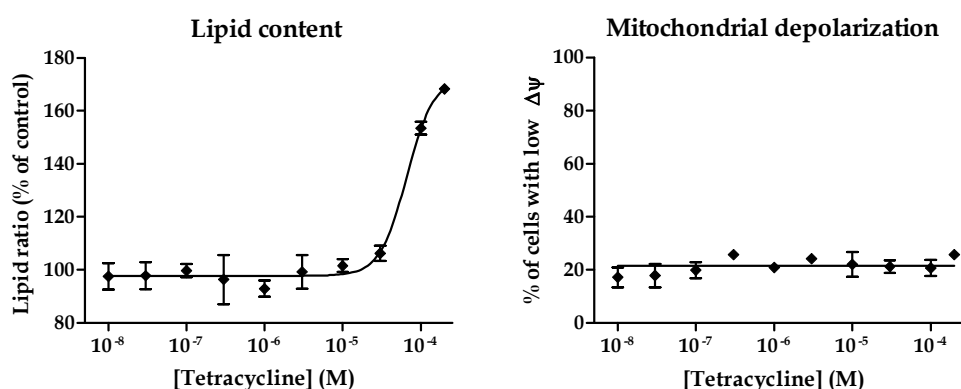 Lipid content
Lipid ratio (% of control)
180
160
140
120
100
80
10⁻⁸ 10⁻⁷ 10⁻⁶ 10⁻⁵ 10⁻⁴
[Tetracycline] (M)
Mitochondrial depolarization
% of cells with low Δψ
100
80
60
40
20
0
10⁻⁸ 10⁻⁷ 10⁻⁶ 10⁻⁵ 10⁻⁴
[Tetracycline] (M)